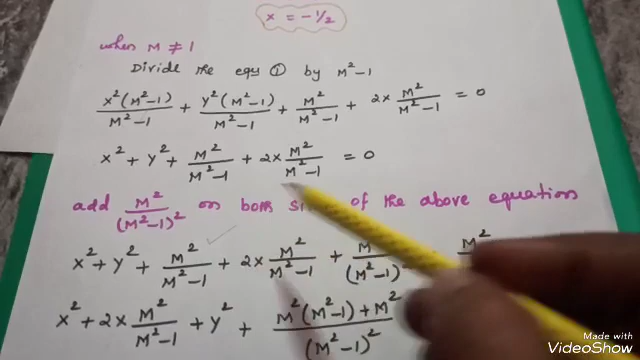 x = -1/2
when M ≠ 1
Divide the equ ① by M²-1
x²(M²-1)/M²-1 + y²(M²-1)/M²-1 + M²/M²-1 + 2x M²/M²-1 = 0
x² + y² + M²/M²-1 + 2x M²/M²-1 = 0
add M²/(M²-1)² on both of the above equations
x² + y² + M²/M²-1 + 2x M²/M²-1 + M /(M²-1) M²
x² + 2x M²/M²-1 + y² + M²(M²-1)+M²/(M²-1)²
Made with
VideoShow